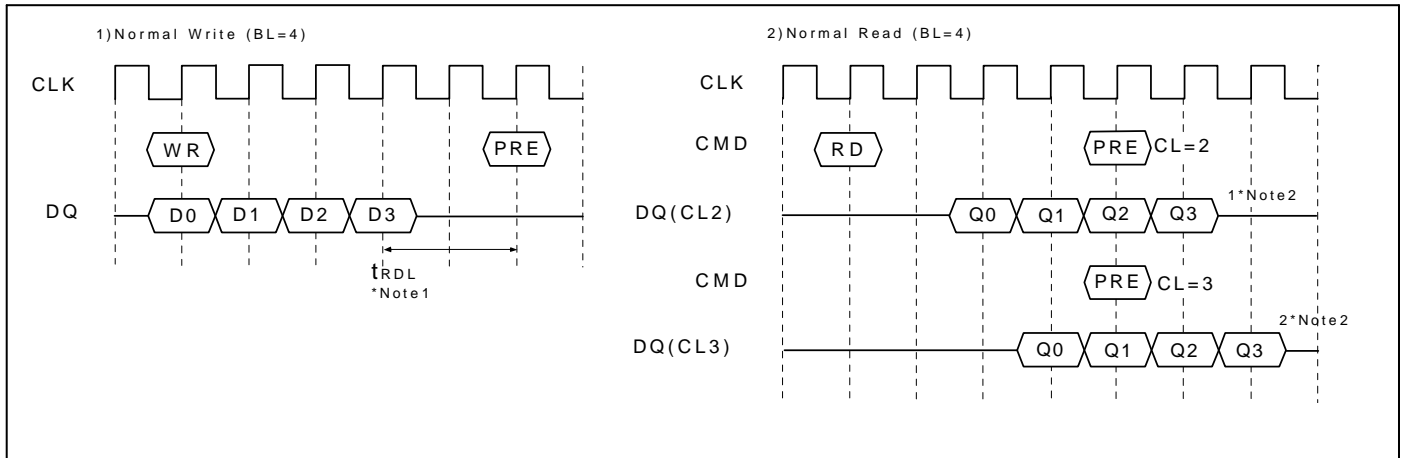 1)Normal Write (BL=4)
CLK
WR
PRE
DQ
D0 D1 D2 D3
tRDL
*Note1
2)Normal Read (BL=4)
CLK
CMD
RD
PRE CL=2
DQ(CL2)
Q0 Q1 Q2 Q3
1*Note2
CMD
PRE CL=3
DQ(CL3)
Q0 Q1 Q2 Q3
2*Note2